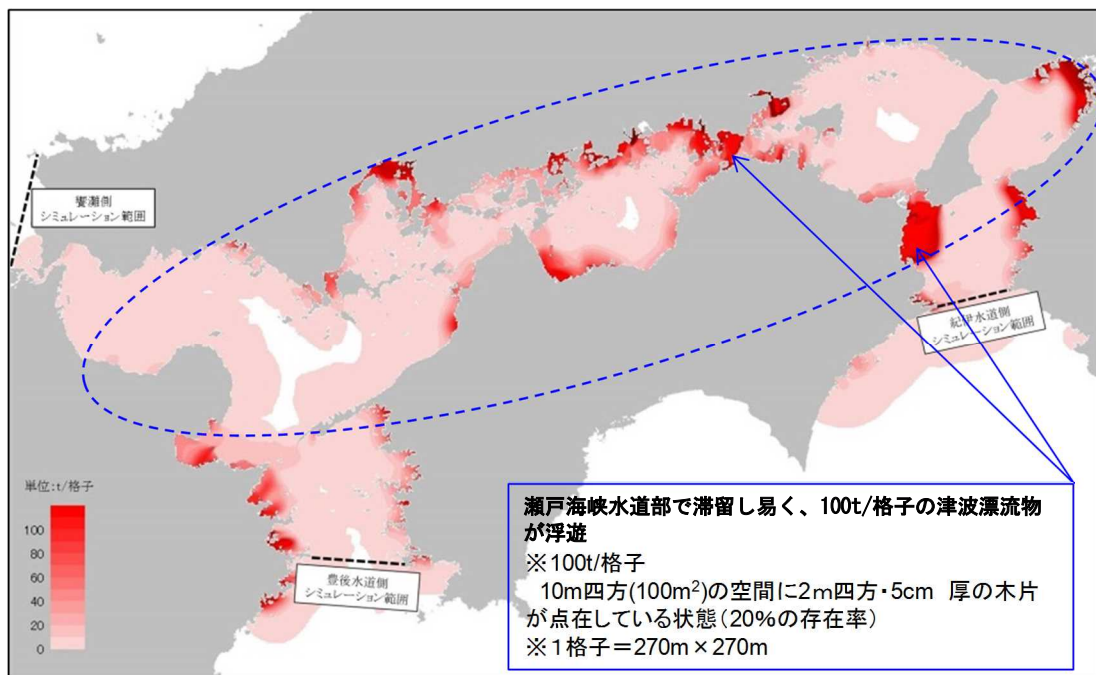 響灘側
シミュレーション範囲
紀伊水道側
シミュレーション範囲
単位:t/格子
100
80
60
40
20
0
豊後水道側
シミュレーション範囲
瀬戸海峡水道部で滞留し易く、100t/格子の津波漂流物
が浮遊
※100t/格子
10m四方(100m²)の空間に2m四方・5cm 厚の木片
が点在している状態(20%の存在率)
※1格子=270m×270m